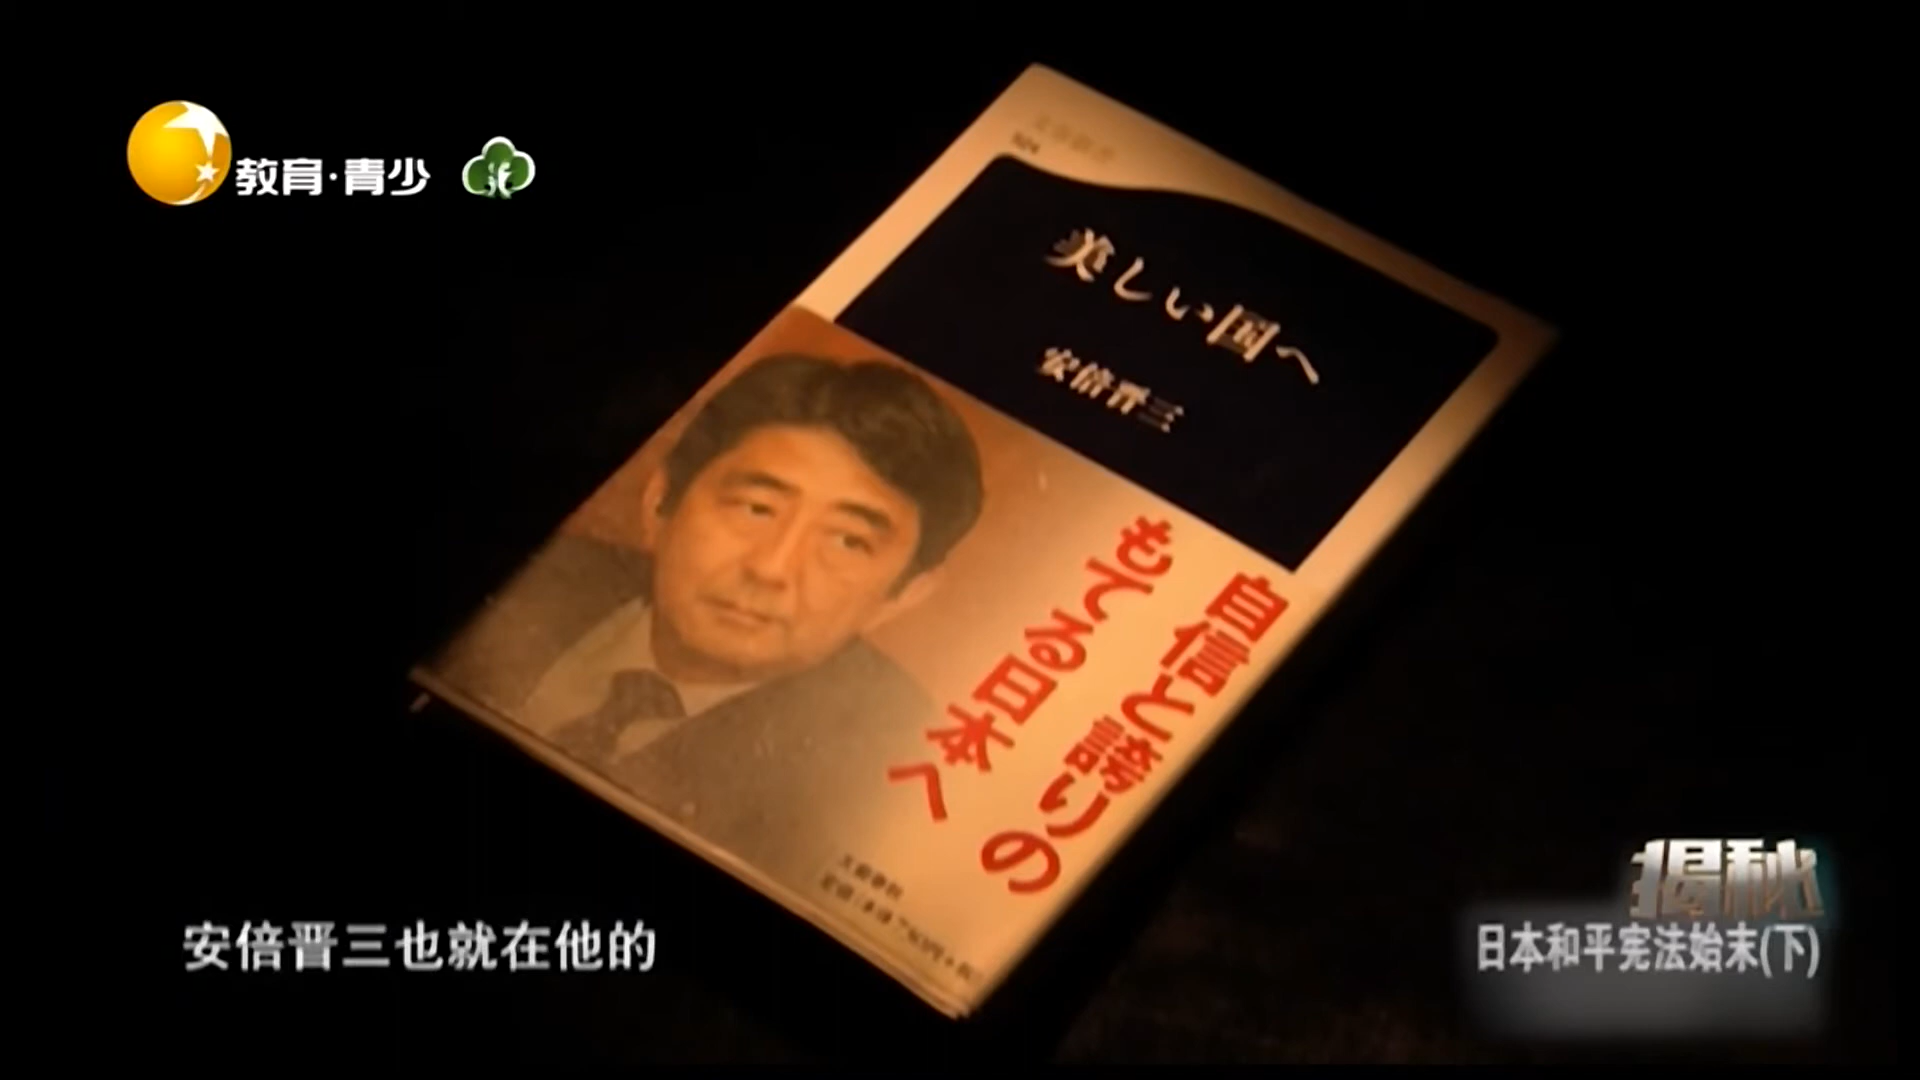 教育·青少
美しい国へ
安倍晋三
自信と誇りの
もてる日本へ
安倍晋三也就在他的
揭秘
日本和平宪法始末(下)